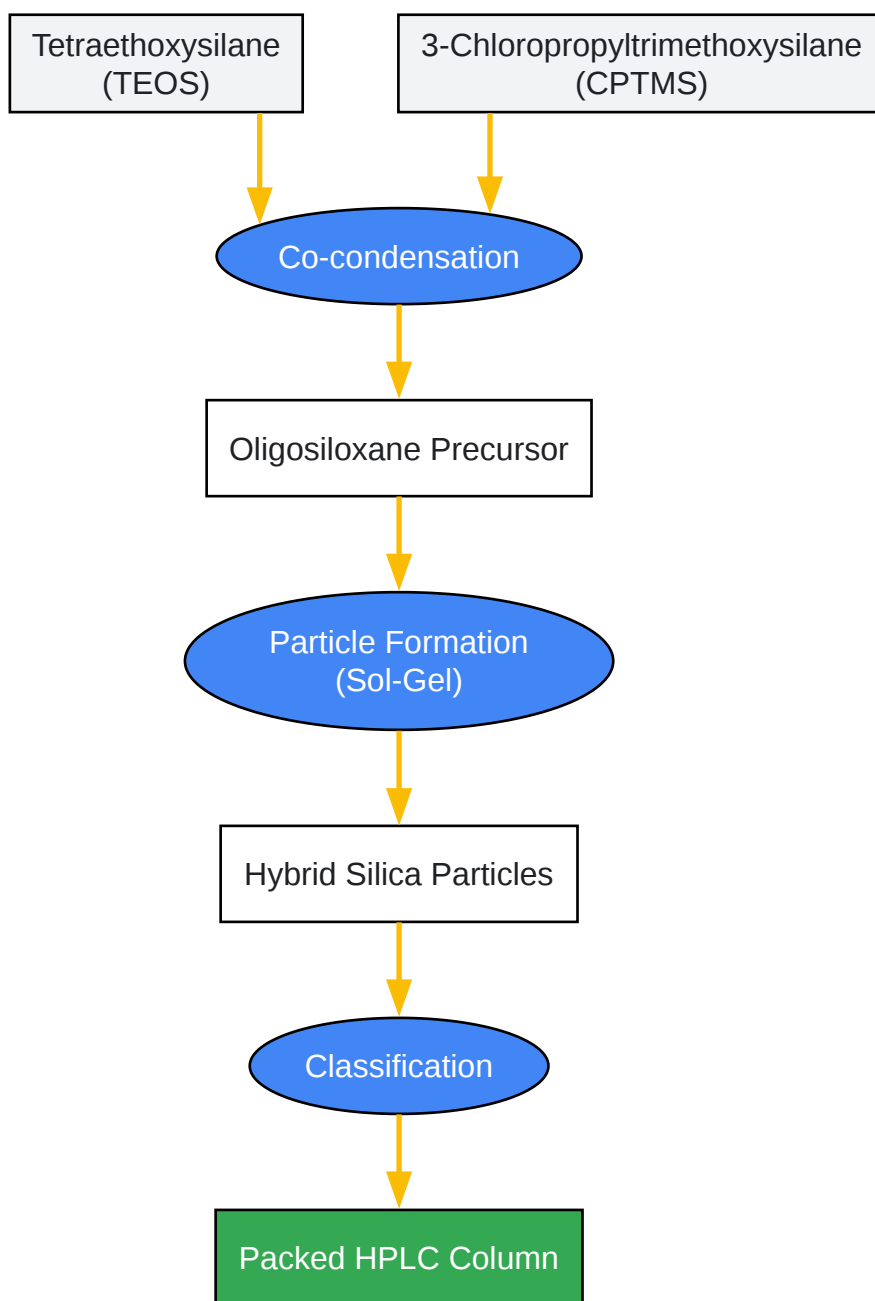 Tetraethoxysilane
(TEOS)
3-Chloropropyltrimethoxysilane
(CPTMS)
Co-condensation
Oligosiloxane Precursor
Particle Formation
(Sol-Gel)
Hybrid Silica Particles
Classification
Packed HPLC Column